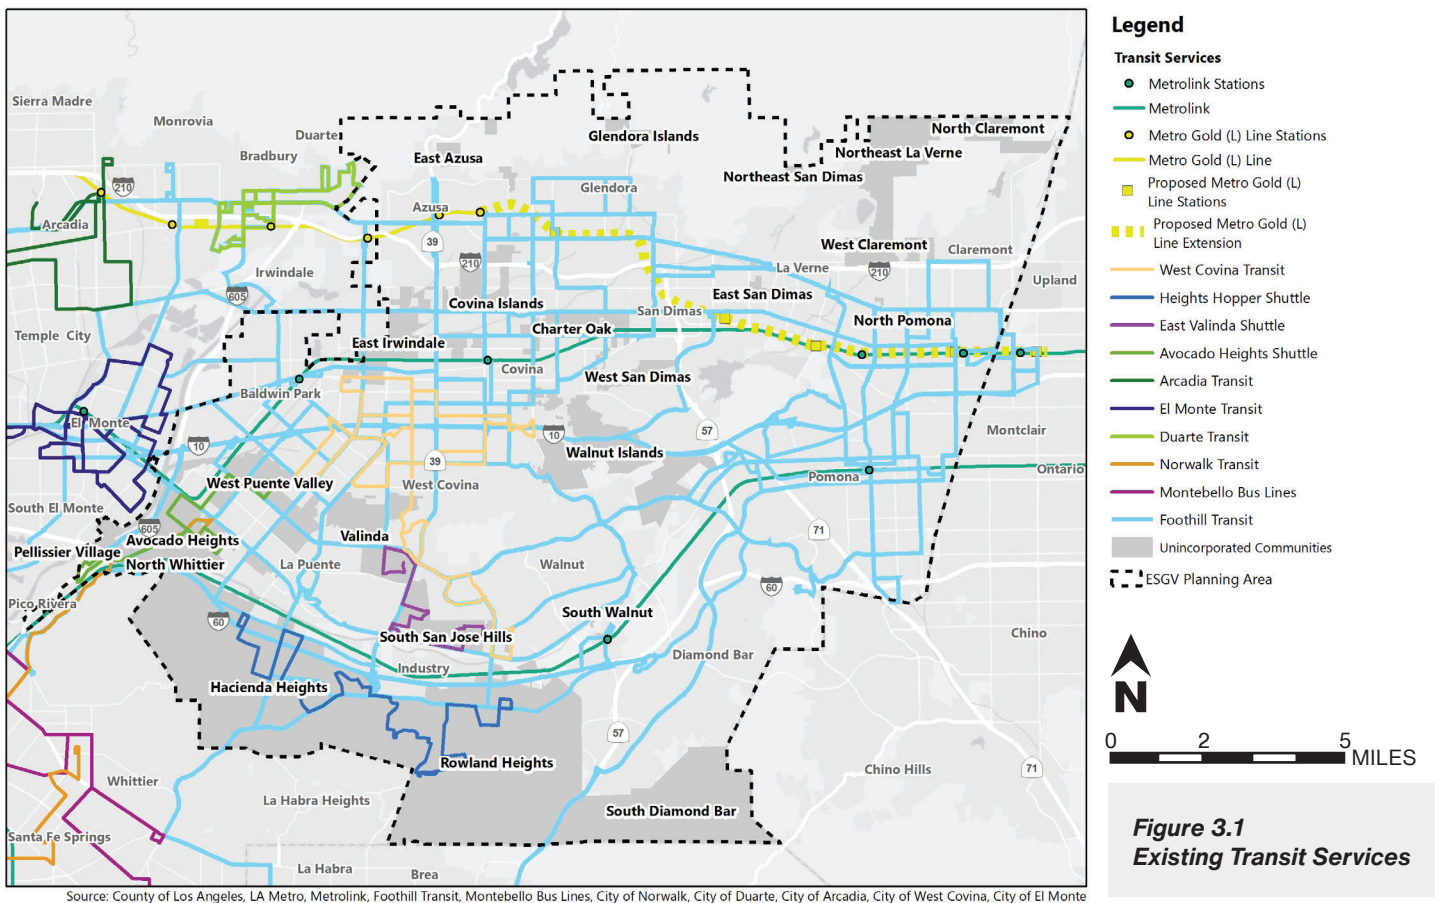 Sierra Madre
Monrovia
Duarte
Bradbury
East Azusa
Glendora Islands
North Claremont
Northeast La Verne
Northeast San Dimas
210
Arcadia
Azusa
Glendora
39
210
West Claremont
Claremont
La Verne
210
Irwindale
605
Upland
Covina Islands
East San Dimas
San Dimas
North Pomona
Temple City
Charter Oak
East Irwindale
Covina
West San Dimas
Baldwin Park
El Monte
10
10
57
Montclair
Walnut Islands
39
West Covina
Pomona
Ontario
West Puente Valley
South El Monte
605
Avocado Heights
Valinda
71
Pellissier Village
North Whittier
La Puente
Walnut
60
Pico Rivera
60
South Walnut
South San Jose Hills
Chino
Industry
Diamond Bar
Hacienda Heights
57
Rowland Heights
Chino Hills
71
Whittier
La Habra Heights
South Diamond Bar
Santa Fe Springs
La Habra
Brea
Legend
Transit Services
Metrolink Stations
Metrolink
Metro Gold (L) Line Stations
Metro Gold (L) Line
Proposed Metro Gold (L)
Line Stations
Proposed Metro Gold (L)
Line Extension
West Covina Transit
Heights Hopper Shuttle
East Valinda Shuttle
Avocado Heights Shuttle
Arcadia Transit
El Monte Transit
Duarte Transit
Norwalk Transit
Montebello Bus Lines
Foothill Transit
Unincorporated Communities
ESGV Planning Area
N
0 2 5
MILES
Figure 3.1
Existing Transit Services
Source: County of Los Angeles, LA Metro, Metrolink, Foothill Transit, Montebello Bus Lines, City of Norwalk, City of Duarte, City of Arcadia, City of West Covina, City of El Monte